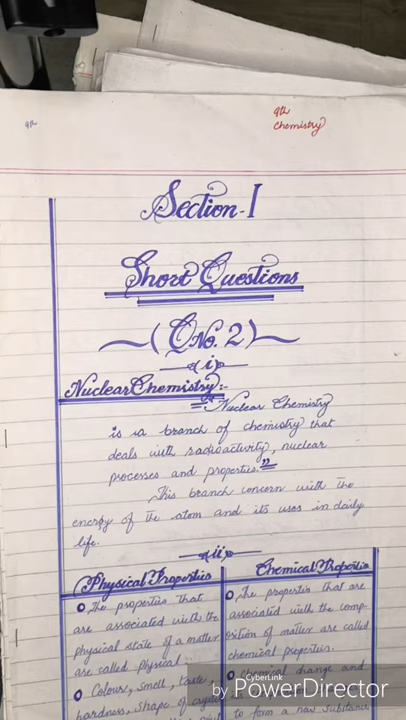 9th
9th
Chemistry
Section-I
Short Questions
(Q No. 2)
i
Nuclear Chemistry:-
"Nuclear Chemistry
is a branch of chemistry that
deals with radioactivity, nuclear
processes and properties."
This branch concern with the
energy of the atom and its uses in daily
life.
ii
Physical Properties
The properties that
are associated with the
physical state of a matter
are called physical
Colour, smell, taste
hardness, shape of crystal
Chemical Properties
The properties that are
associated with the comp-
osition of matter are called
chemical properties.
chemical change and
to form a new substance
CyberLink
by PowerDirector